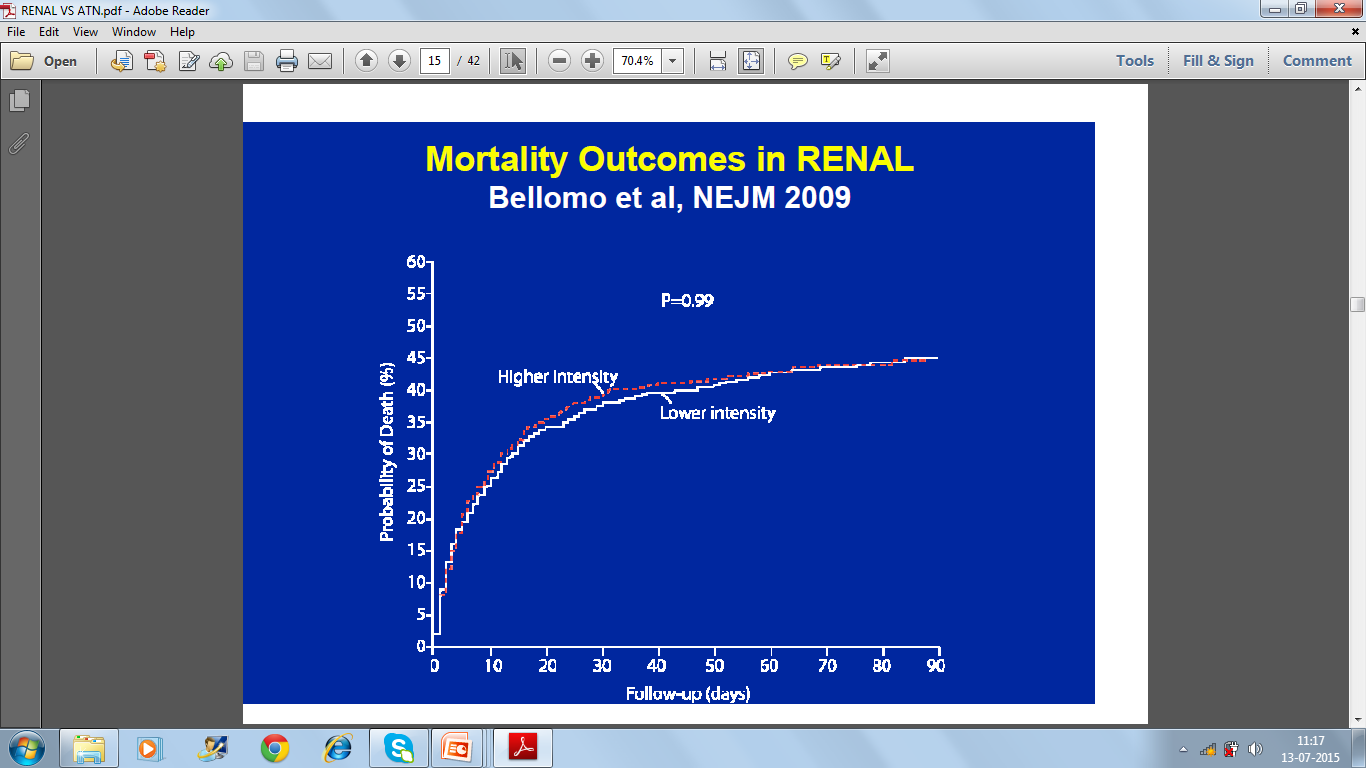 RENAL VS ATN.pdf - Adobe Reader
File Edit View Window Help
Open 15 / 42 70.4% Tools Fill & Sign Comment
Mortality Outcomes in RENAL
Bellomo et al, NEJM 2009
60
55
50
45
40
35
30
25
20
15
10
5
0
P=0.99
Higher intensity
Lower intensity
Probability of Death (%)
0 10 20 30 40 50 60 70 80 90
Follow-up (days)
11:17
13-07-2015